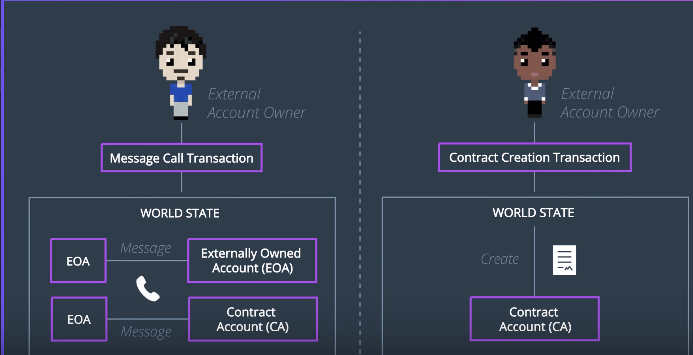 External
Account Owner
Message Call Transaction
WORLD STATE
EOA
Message
Externally Owned
Account (EOA)
EOA
Message
Contract
Account (CA)
External
Account Owner
Contract Creation Transaction
WORLD STATE
Create
Contract
Account (CA)